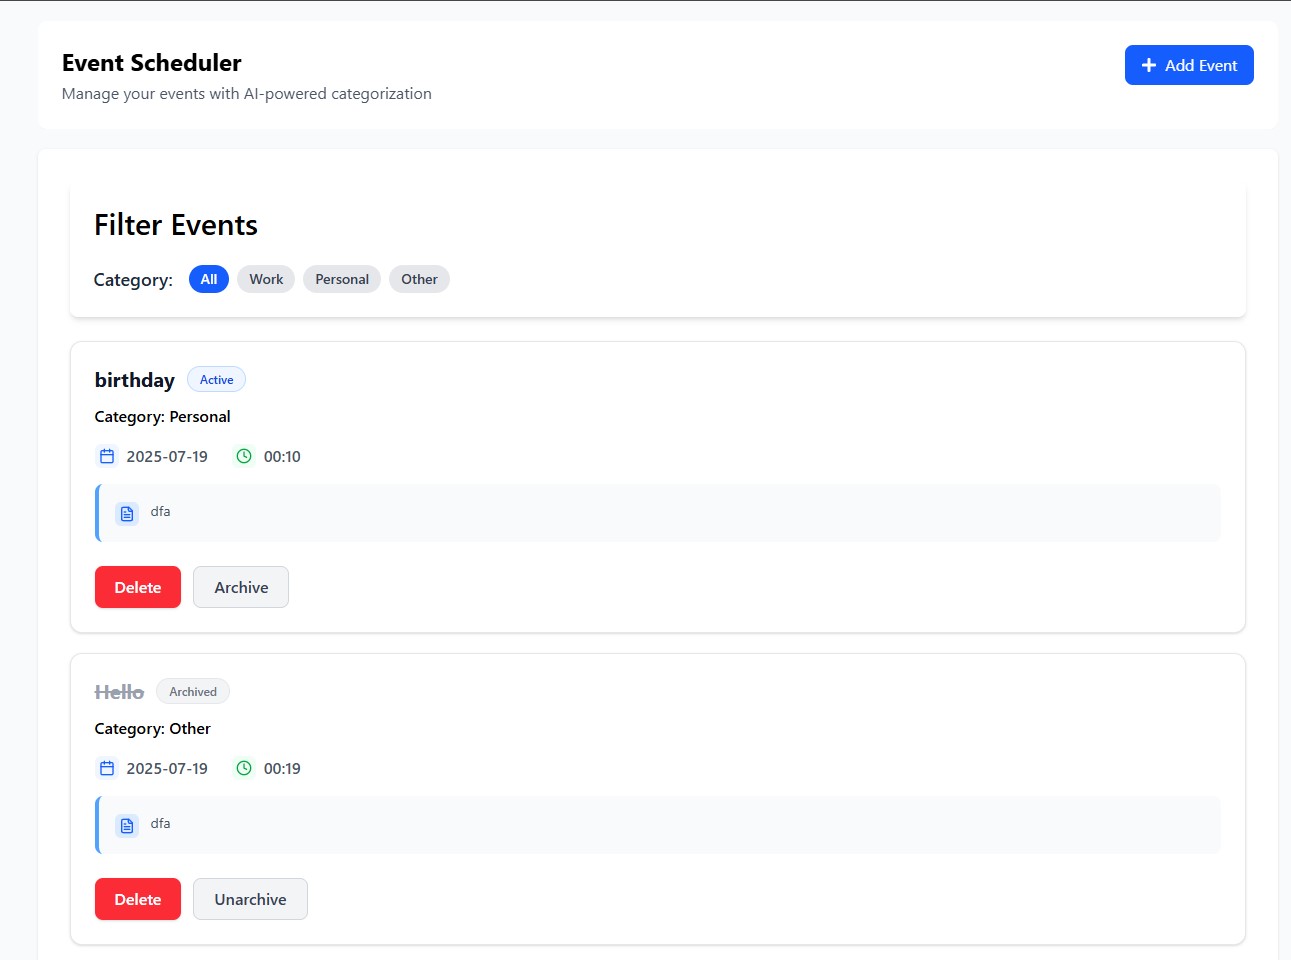 Event Scheduler
Manage your events with AI-powered categorization
Add Event
Filter Events
Category: All Work Personal Other
birthday Active
Category: Personal
2025-07-19 00:10
dfa
Delete Archive
Hello Archived
Category: Other
2025-07-19 00:19
dfa
Delete Unarchive